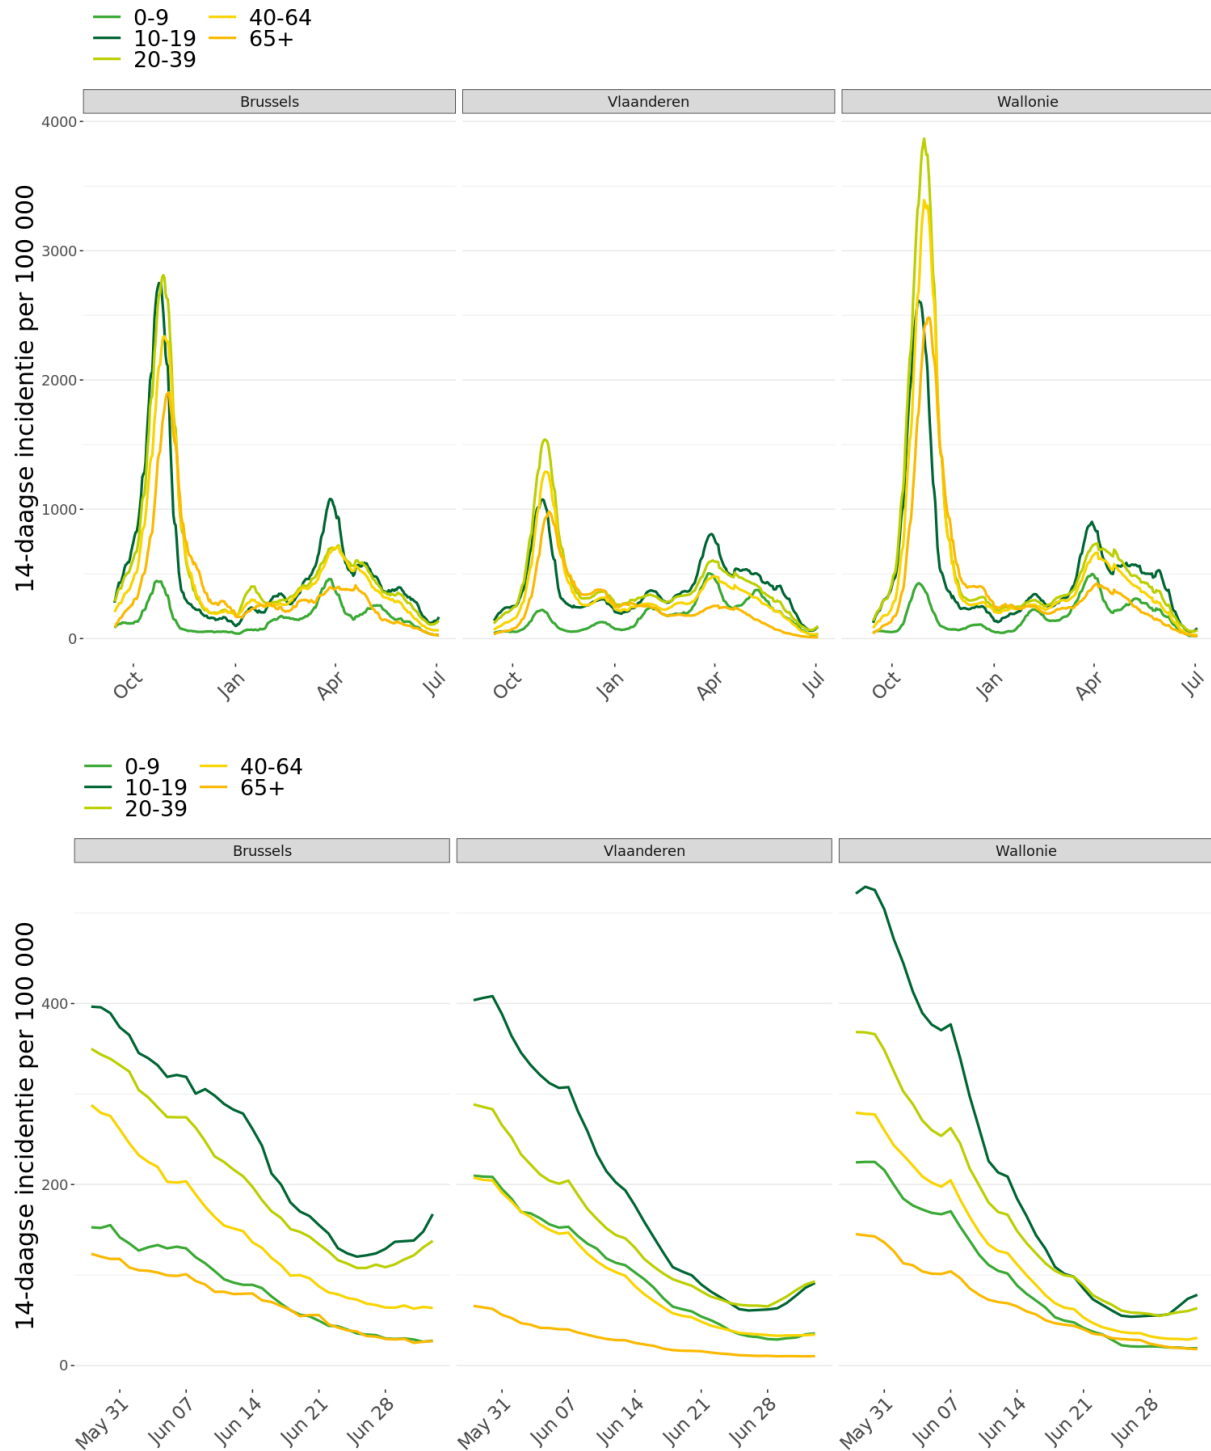 0-9 40-64
10-19 65+
20-39
Brussels Vlaanderen Wallonie
14-daagse incidentie per 100 000
4000
3000
2000
1000
0
Oct Jan Apr Jul Oct Jan Apr Jul Oct Jan Apr Jul
0-9 40-64
10-19 65+
20-39
Brussels Vlaanderen Wallonie
14-daagse incidentie per 100 000
400
200
0
May 31 Jun 07 Jun 14 Jun 21 Jun 28 May 31 Jun 07 Jun 14 Jun 21 Jun 28 May 31 Jun 07 Jun 14 Jun 21 Jun 28